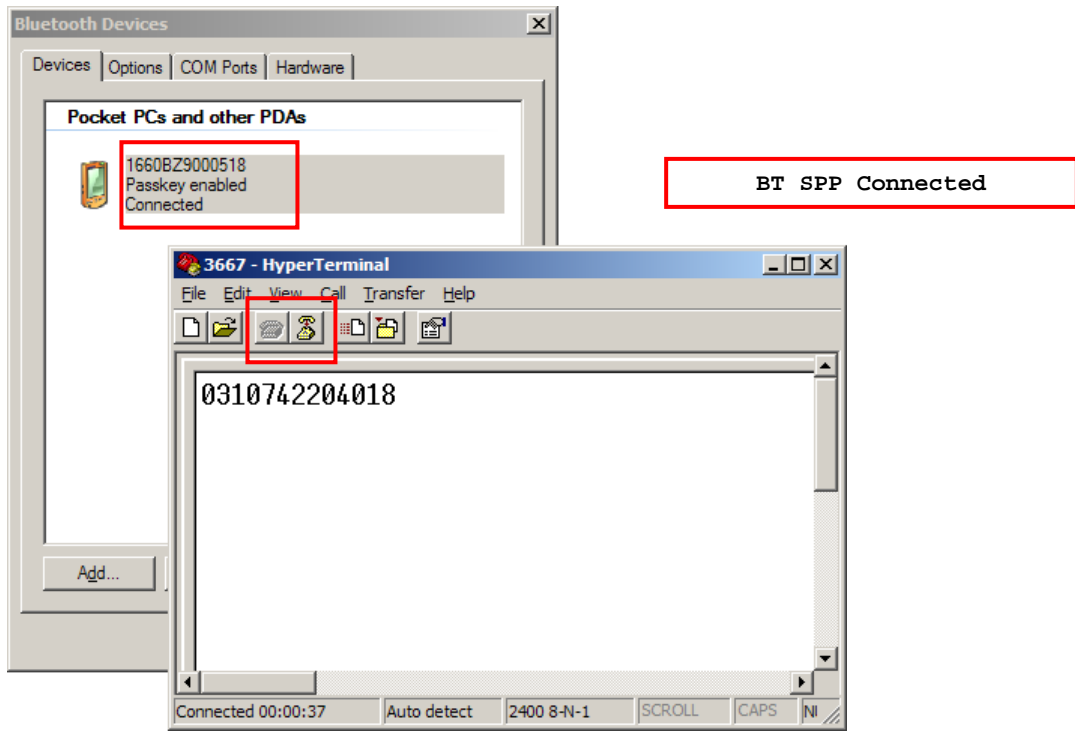 Bluetooth Devices
Devices Options COM Ports Hardware
Pocket PCs and other PDAs
1660BZ9000518
Passkey enabled
Connected
BT SPP Connected
3667 - HyperTerminal
File Edit View Call Transfer Help
0310742204018
Add...
Connected 00:00:37 Auto detect 2400 8-N-1 SCROLL CAPS